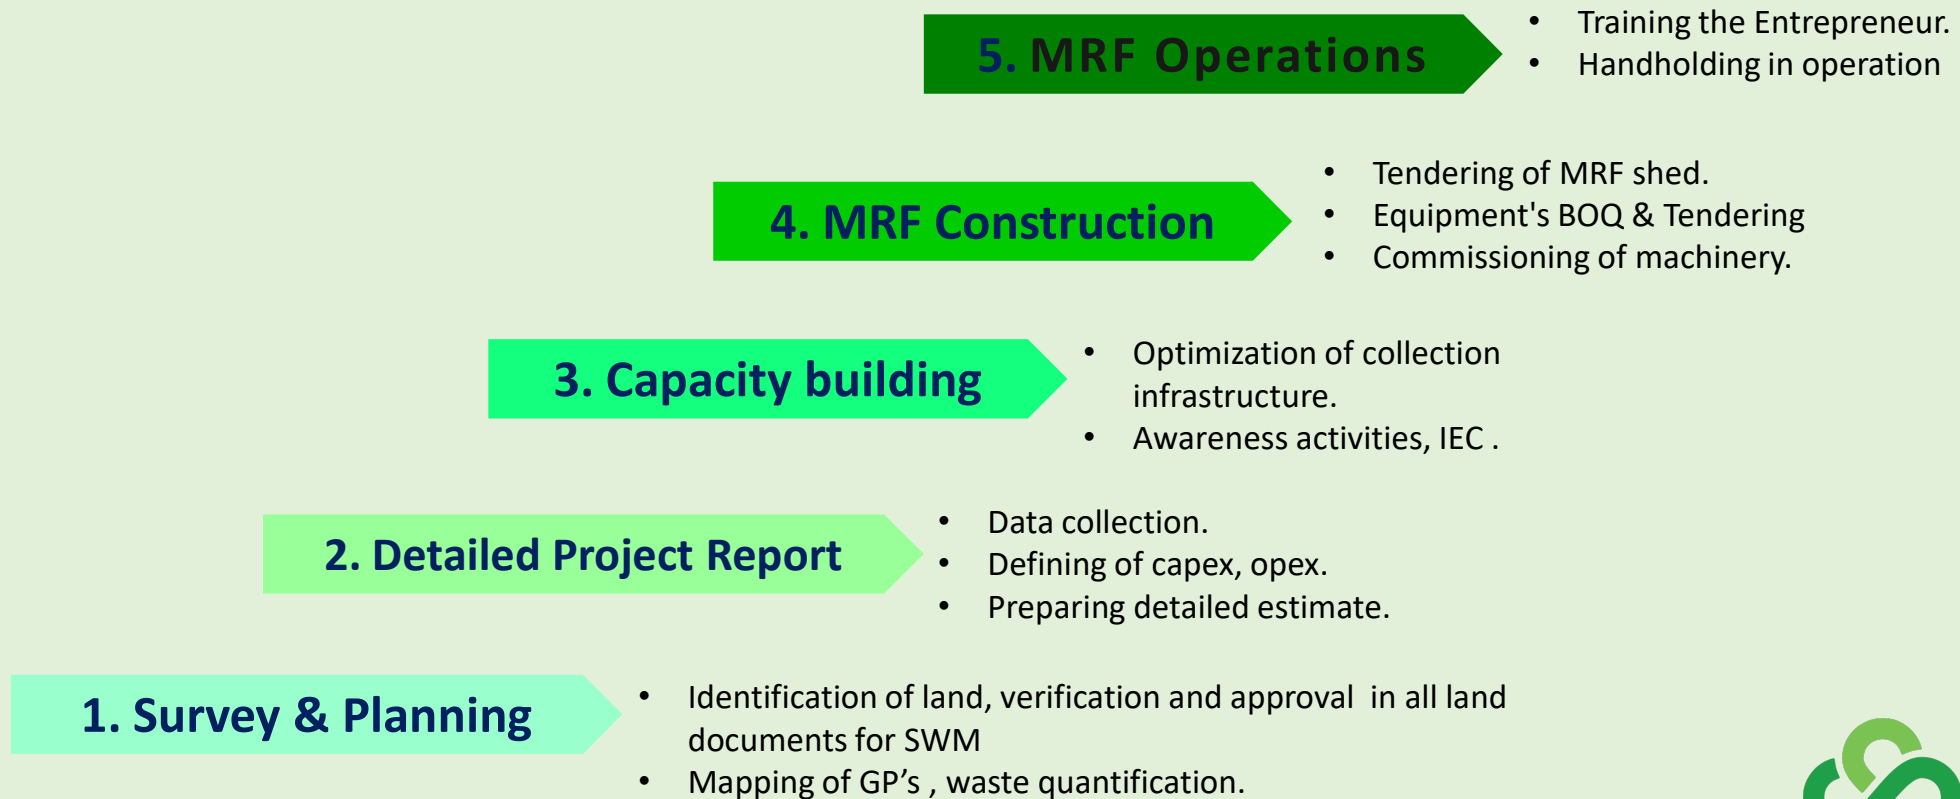 5. MRF Operations
• Training the Entrepreneur.
• Handholding in operation
4. MRF Construction
• Tendering of MRF shed.
• Equipment's BOQ & Tendering
• Commissioning of machinery.
3. Capacity building
• Optimization of collection
infrastructure.
• Awareness activities, IEC .
2. Detailed Project Report
• Data collection.
• Defining of capex, opex.
• Preparing detailed estimate.
1. Survey & Planning
• Identification of land, verification and approval  in all land
documents for SWM
• Mapping of GP’s , waste quantification.